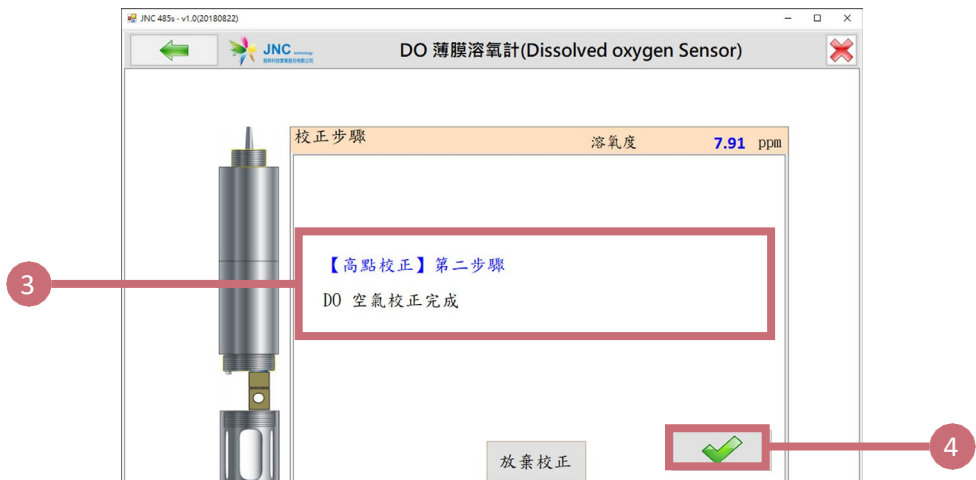 JNC 485s - v1.0(20180822)
JNC technology
DO 薄膜溶氧計(Dissolved oxygen Sensor)
校正步驟 溶氧度 7.91 ppm
【高點校正】第二步驟
3
DO 空氣校正完成
放棄校正
4